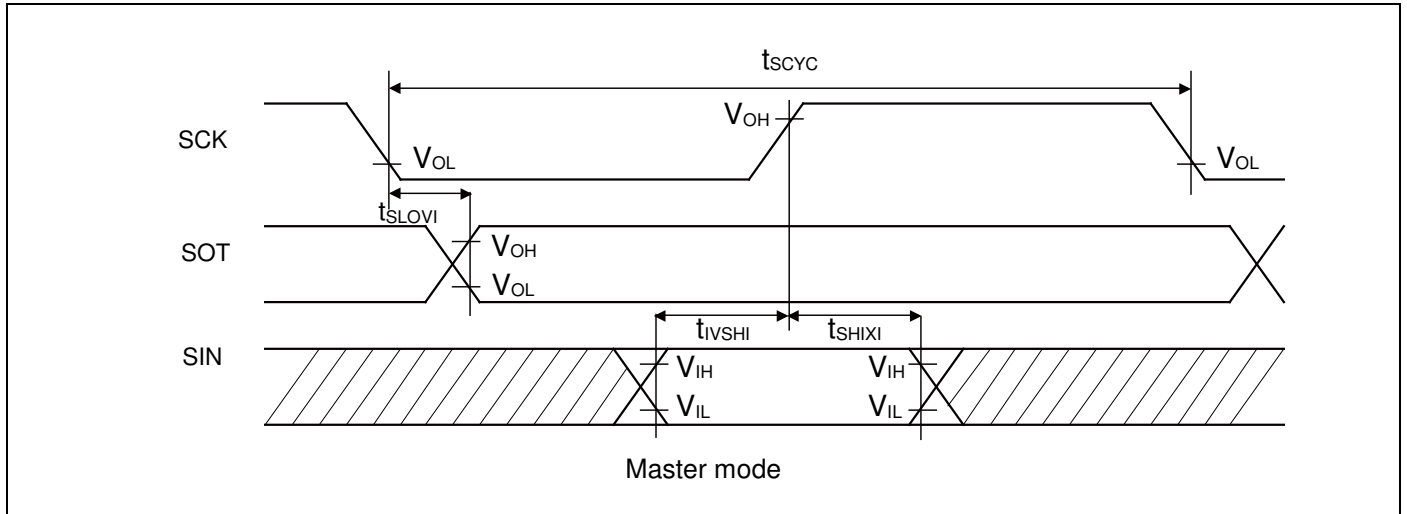 tSCYC
SCK
VOH
VOL
VOL
tSLOVI
SOT
VOH
VOL
tIVSHI
tSHIXI
SIN
VIH
VIH
VIL
VIL
Master mode